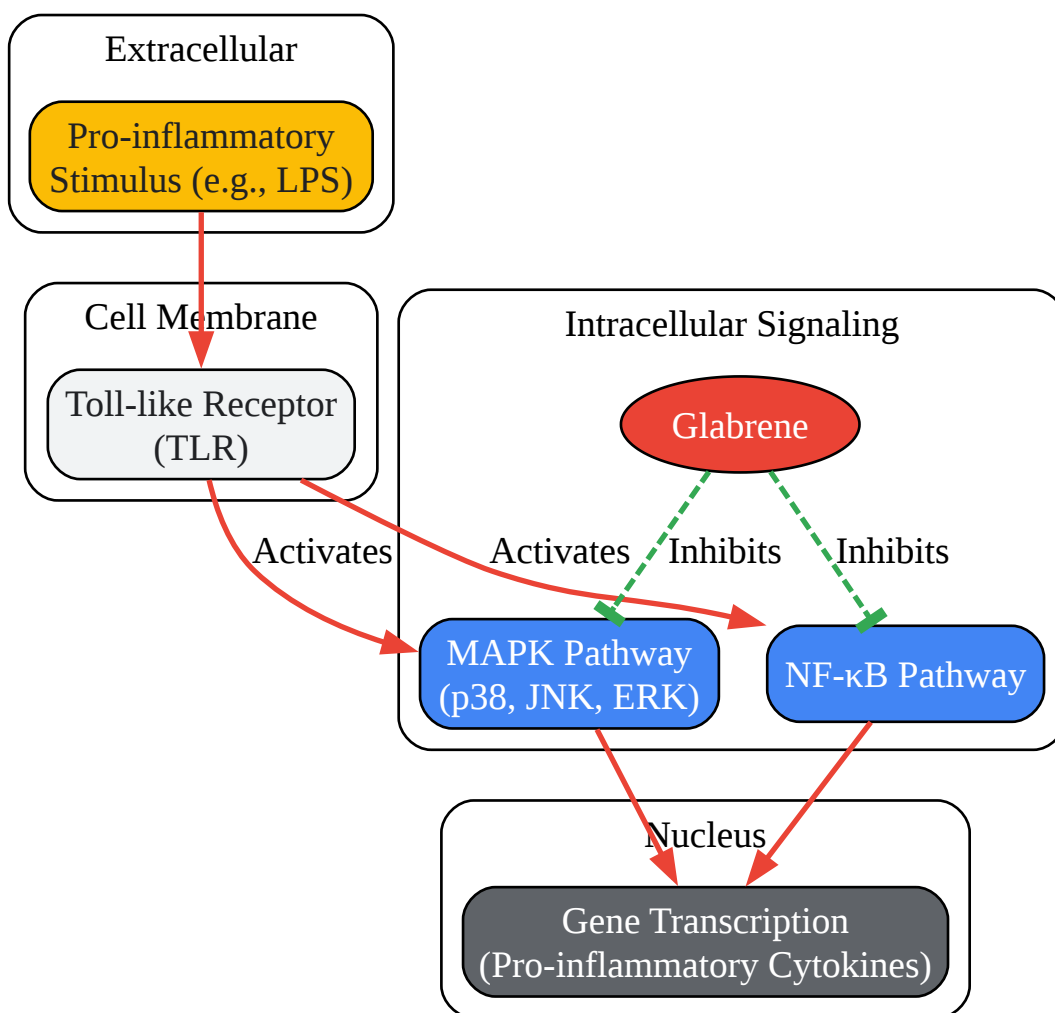 Extracellular
Pro-inflammatory
Stimulus (e.g., LPS)
Cell Membrane
Toll-like Receptor
(TLR)
Intracellular Signaling
Glabrene
Activates
Activates
Inhibits
Inhibits
MAPK Pathway
(p38, JNK, ERK)
NF-κB Pathway
Nucleus
Gene Transcription
(Pro-inflammatory Cytokines)